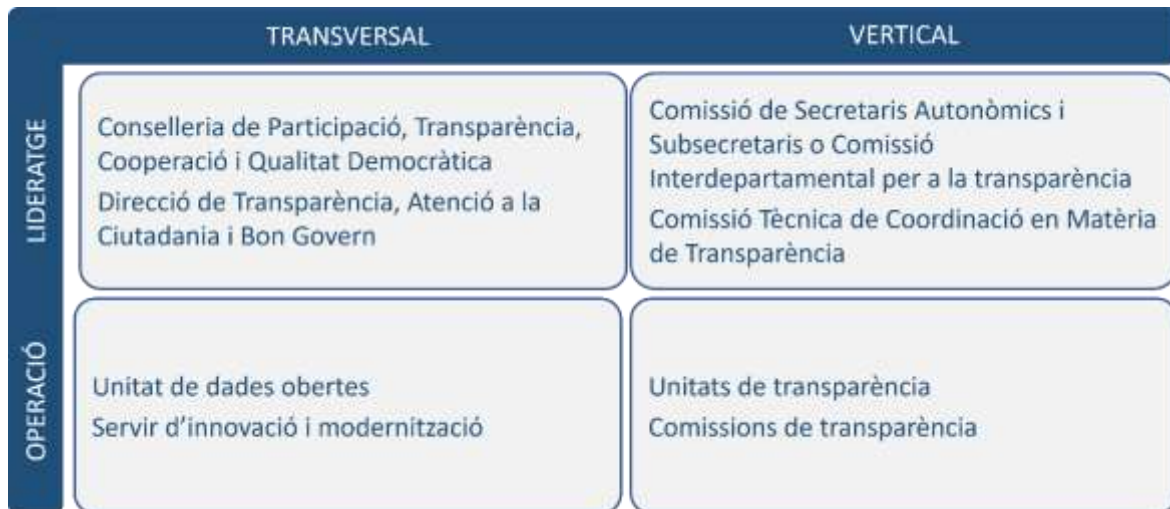 TRANSVERSAL
VERTICAL
LIDERATGE
Conselleria de Participació, Transparència,
Cooperació i Qualitat Democràtica
Direcció de Transparència, Atenció a la
Ciutadania i Bon Govern
Comissió de Secretaris Autonòmics i
Subsecretaris o Comissió
Interdepartamental per a la transparència
Comissió Tècnica de Coordinació en Matèria
de Transparència
OPERACIÓ
Unitat de dades obertes
Servir d’innovació i modernització
Unitats de transparència
Comissions de transparència